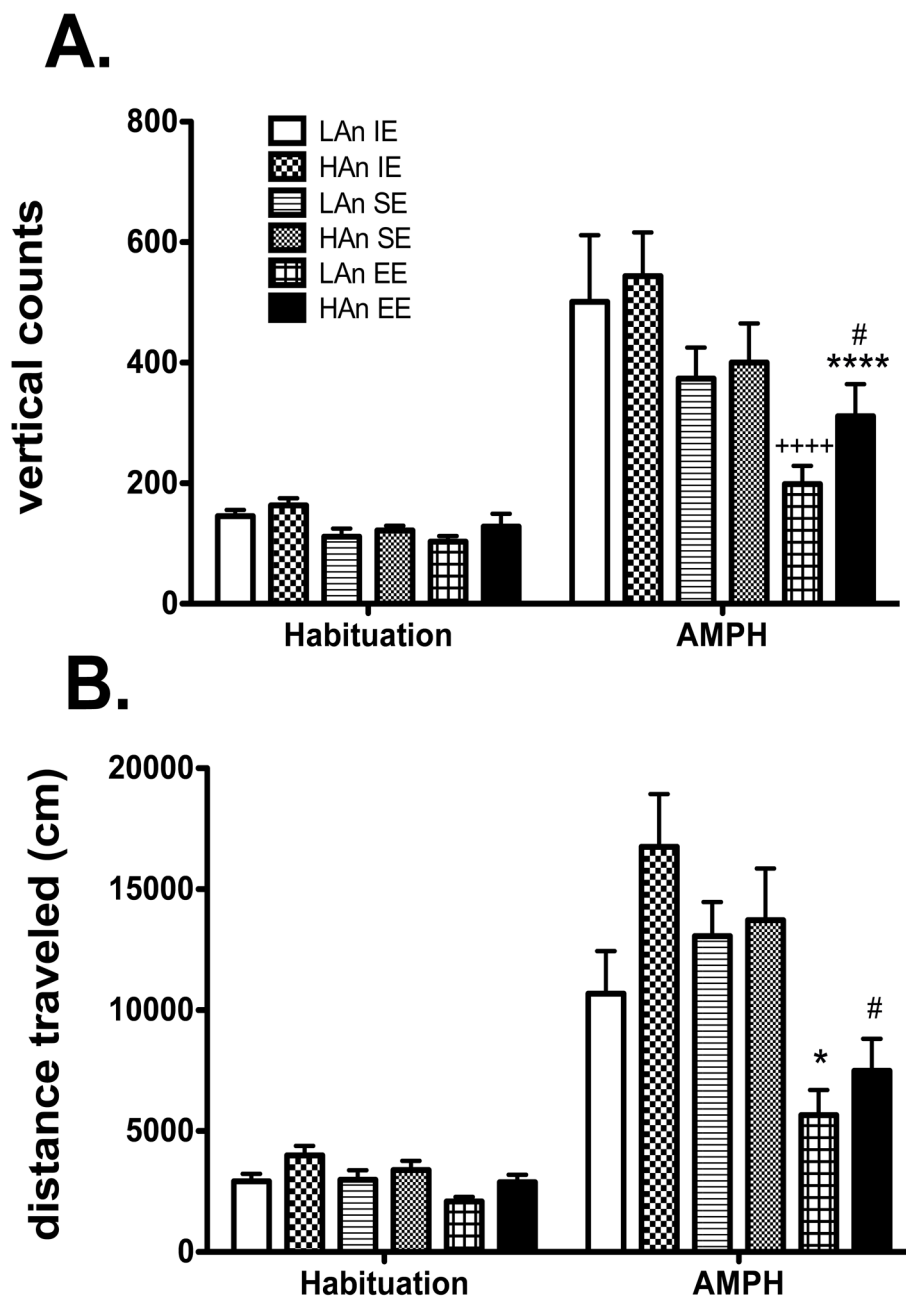 A.
vertical counts
800
600
400
200
0
LAn IE
HAn IE
LAn SE
HAn SE
LAn EE
HAn EE
#
****
++++
Habituation AMPH
B.
distance traveled (cm)
20000
15000
10000
5000
0
#
*
Habituation AMPH